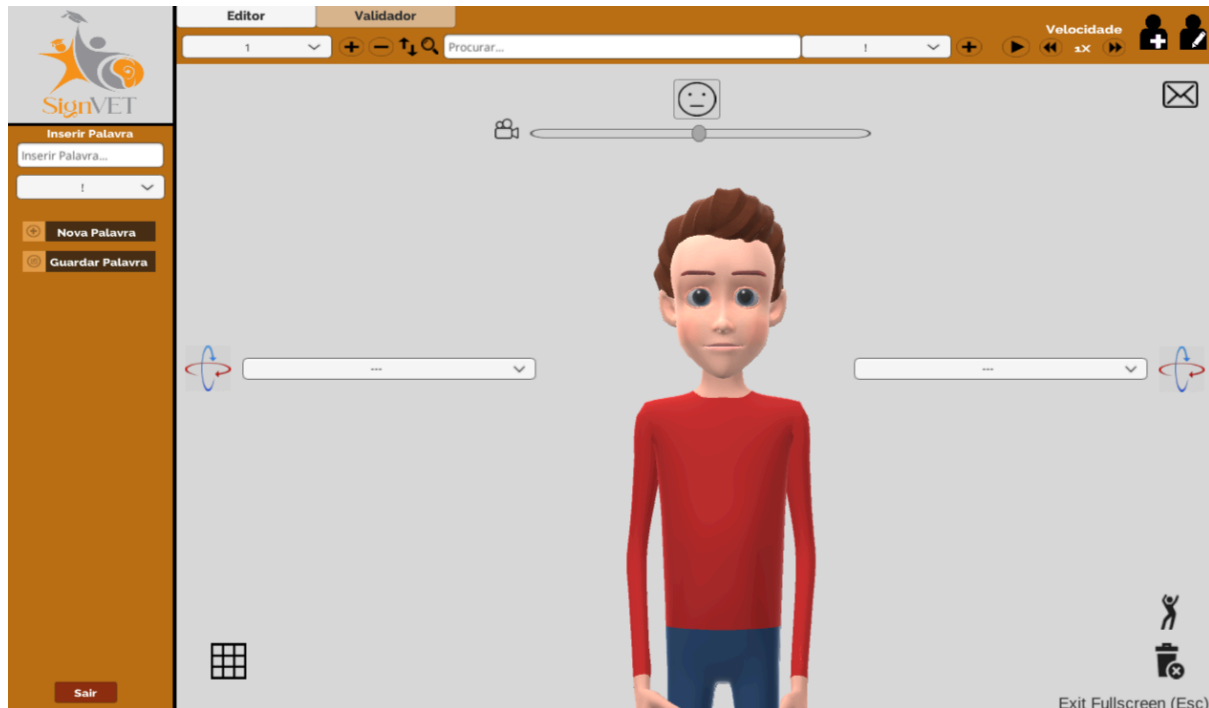 SignVET
Inserir Palavra
Inserir Palavra...
!
Nova Palavra
Guardar Palavra
Sair
Editor
Validador
1
Procurar...
!
Velocidade
1X
---
---
Exit Fullscreen (Esc)